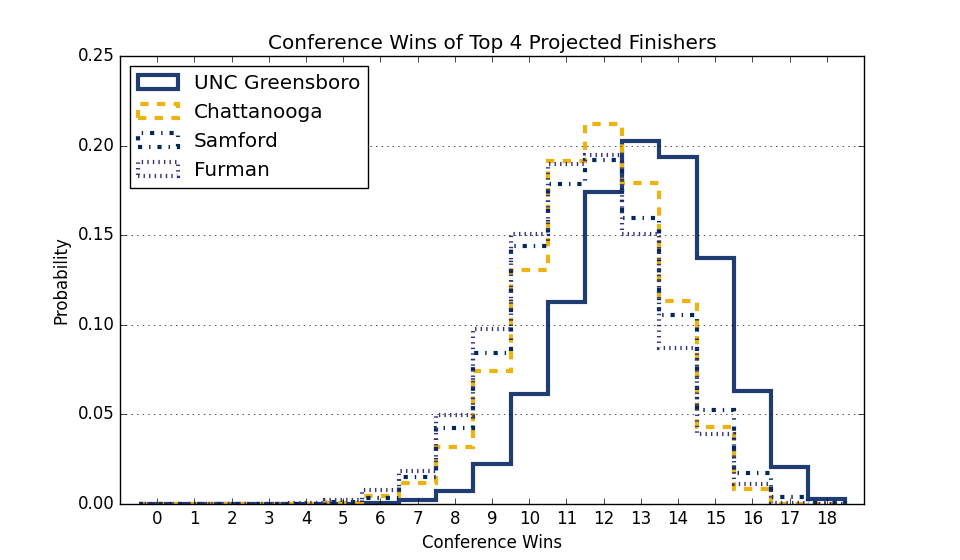 Conference Wins of Top 4 Projected Finishers
0.25
UNC Greensboro
Chattanooga
Samford
Furman
0.20
0.15
0.10
0.05
0.00
Probability
0 1 2 3 4 5 6 7 8 9 10 11 12 13 14 15 16 17 18
Conference Wins